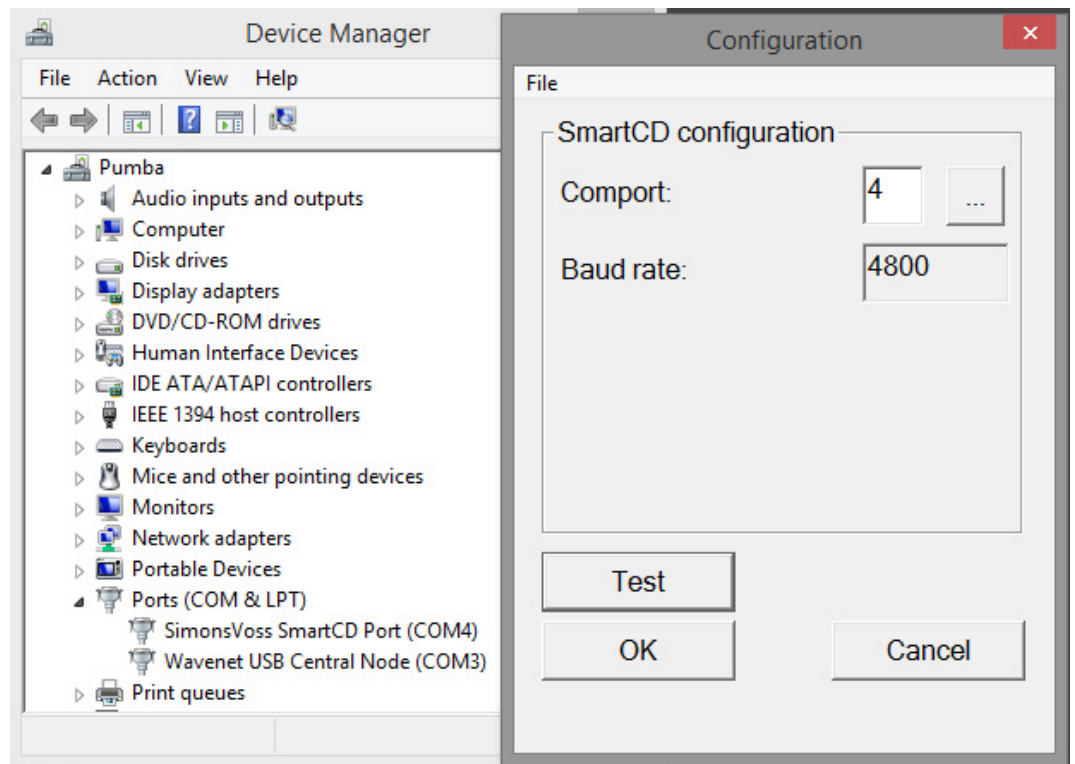 Device Manager
File Action View Help
Pumba
Audio inputs and outputs
Computer
Disk drives
Display adapters
DVD/CD-ROM drives
Human Interface Devices
IDE ATA/ATAPI controllers
IEEE 1394 host controllers
Keyboards
Mice and other pointing devices
Monitors
Network adapters
Portable Devices
Ports (COM & LPT)
SimonsVoss SmartCD Port (COM4)
Wavenet USB Central Node (COM3)
Print queues
Configuration
File
SmartCD configuration
Comport: 4 ...
Baud rate: 4800
Test
OK Cancel